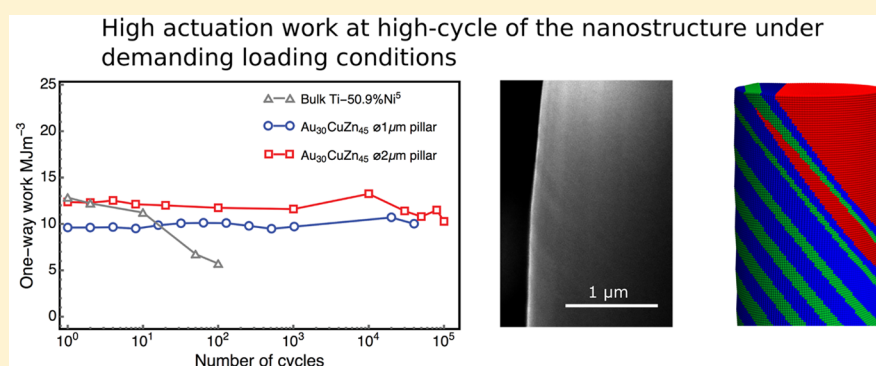 High actuation work at high-cycle of the nanostructure under
demanding loading conditions
One-way work MJm⁻³
25
20
15
10
5
0
Bulk Ti-50.9%Ni⁵
Au₃₀CuZn₄₅ ø1μm pillar
Au₃₀CuZn₄₅ ø2μm pillar
10⁰ 10¹ 10² 10³ 10⁴ 10⁵
Number of cycles
1 μm